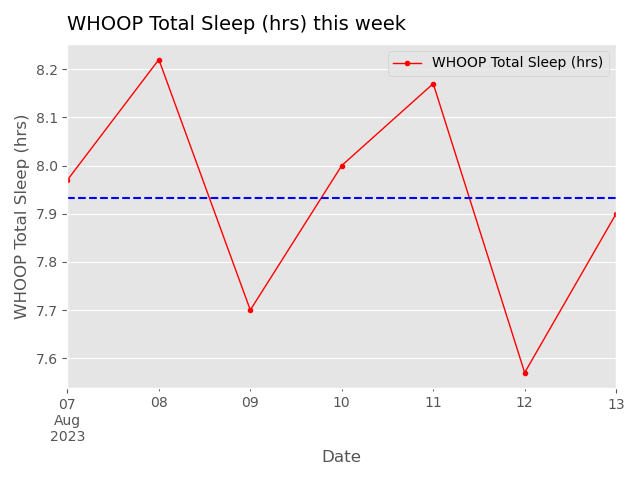 WHOOP Total Sleep (hrs) this week
WHOOP Total Sleep (hrs)
WHOOP Total Sleep (hrs)
8.2
8.1
8.0
7.9
7.8
7.7
7.6
07 08 09 10 11 12 13
Aug
2023
Date